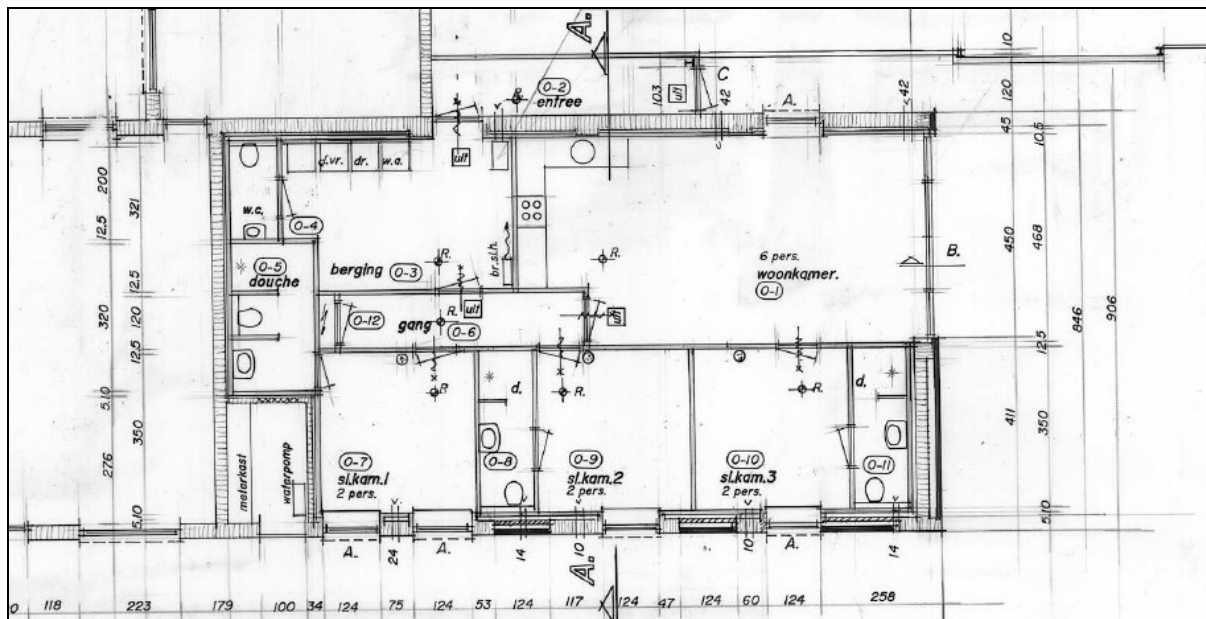 A.
0-2
entree
R.
C
103
ult
42
A.
42
10
120
45
10.5
ult
d.vr.
dr.
w.a.
w.c.
0-4
0-5
douche
berging 0-3
R.
br.sl.h.
R.
6 pers.
woonkamer.
0-1
B.
200
321
12.5
12.5
320
120
12.5
450
468
846
906
12.5
0-12
gang
R.
0-6
ult
ult
5.10
350
276
5.10
R
d.
R.
R.
d.
411
350
5.10
meterkast
waterpomp
0-7
sl.kam.1
2 pers.
0-8
0-9
sl.kam.2
2 pers.
0-10
sl.kam.3
2 pers.
0-11
A.
24
A.
14
10
A.
10
A.
14
0
118
223
179
100
34
124
75
124
53
124
117
124
47
124
60
124
258